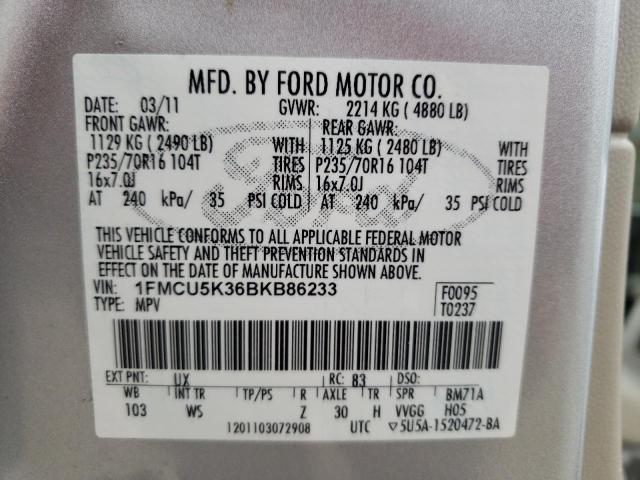 MFD. BY FORD MOTOR CO.
DATE: 03/11 GVWR: 2214 KG ( 4880 LB)
FRONT GAWR: REAR GAWR:
1129 KG ( 2490 LB) WITH 1125 KG ( 2480 LB) WITH
P235/70R16 104T TIRES P235/70R16 104T TIRES
16x7.0J RIMS 16x7.0J RIMS
AT 240 kPa/ 35 PSI COLD AT 240 kPa/ 35 PSI COLD
Ford
THIS VEHICLE CONFORMS TO ALL APPLICABLE FEDERAL MOTOR
VEHICLE SAFETY AND THEFT PREVENTION STANDARDS IN
EFFECT ON THE DATE OF MANUFACTURE SHOWN ABOVE.
VIN: 1FMCU5K36BKB86233
TYPE: MPV
F0095
T0237
EXT PNT: UX RC: 83 DSO:
WB INT TR TP/PS R AXLE TR SPR BM71A
103 WS Z 30 H VVGG H05
1201103072908 UTC ▽5U5A-1520472-BA